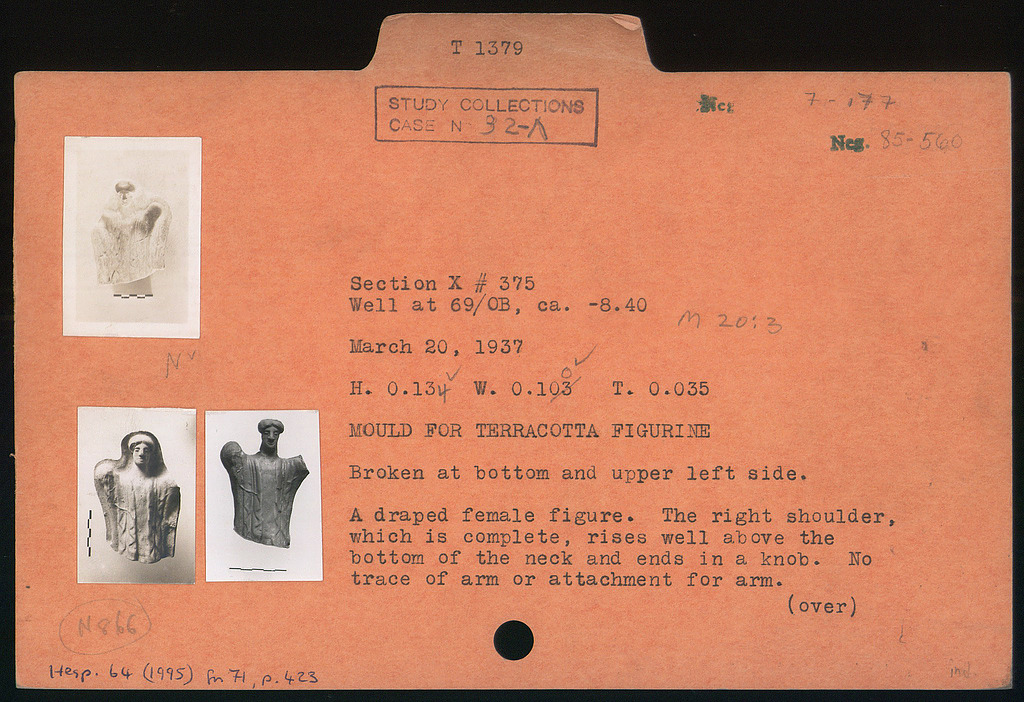 T 1379
STUDY COLLECTIONS
CASE N 32-A
Neg 7-177
Neg. 85-560
Section X # 375
Well at 69/OB, ca. -8.40
M 20:3
March 20, 1937
H. 0.134 W. 0.103 0 T. 0.035
MOULD FOR TERRACOTTA FIGURINE
Broken at bottom and upper left side.
A draped female figure. The right shoulder,
which is complete, rises well above the
bottom of the neck and ends in a knob. No
trace of arm or attachment for arm.
(over)
N
N866
Hesp. 64 (1995) fn 71, p. 423